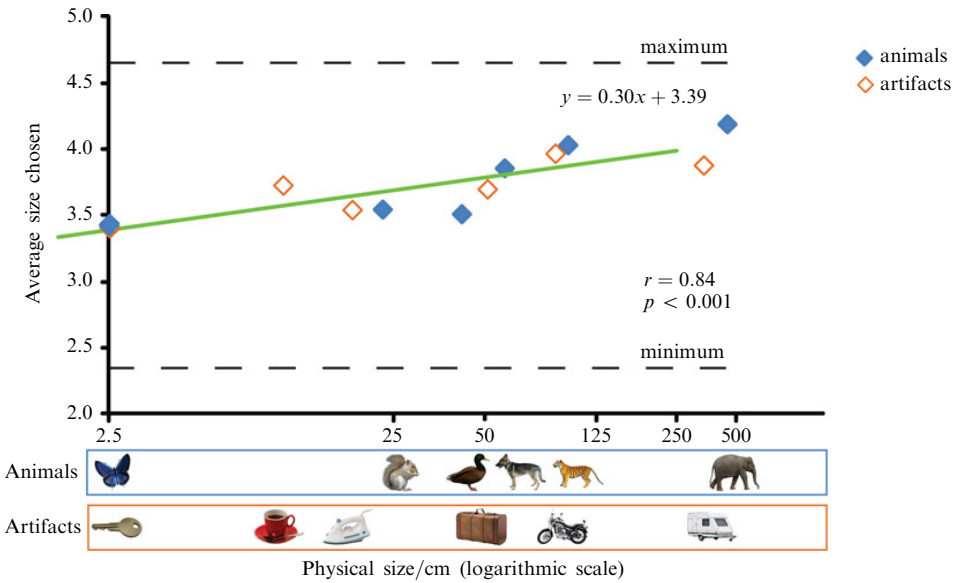 5.0
maximum
animals
artifacts
4.5
y = 0.30x + 3.39
4.0
Average size chosen
3.5
3.0
r = 0.84
p < 0.001
2.5
minimum
2.0
2.5 25 50 125 250 500
Animals
Artifacts
Physical size/cm (logarithmic scale)